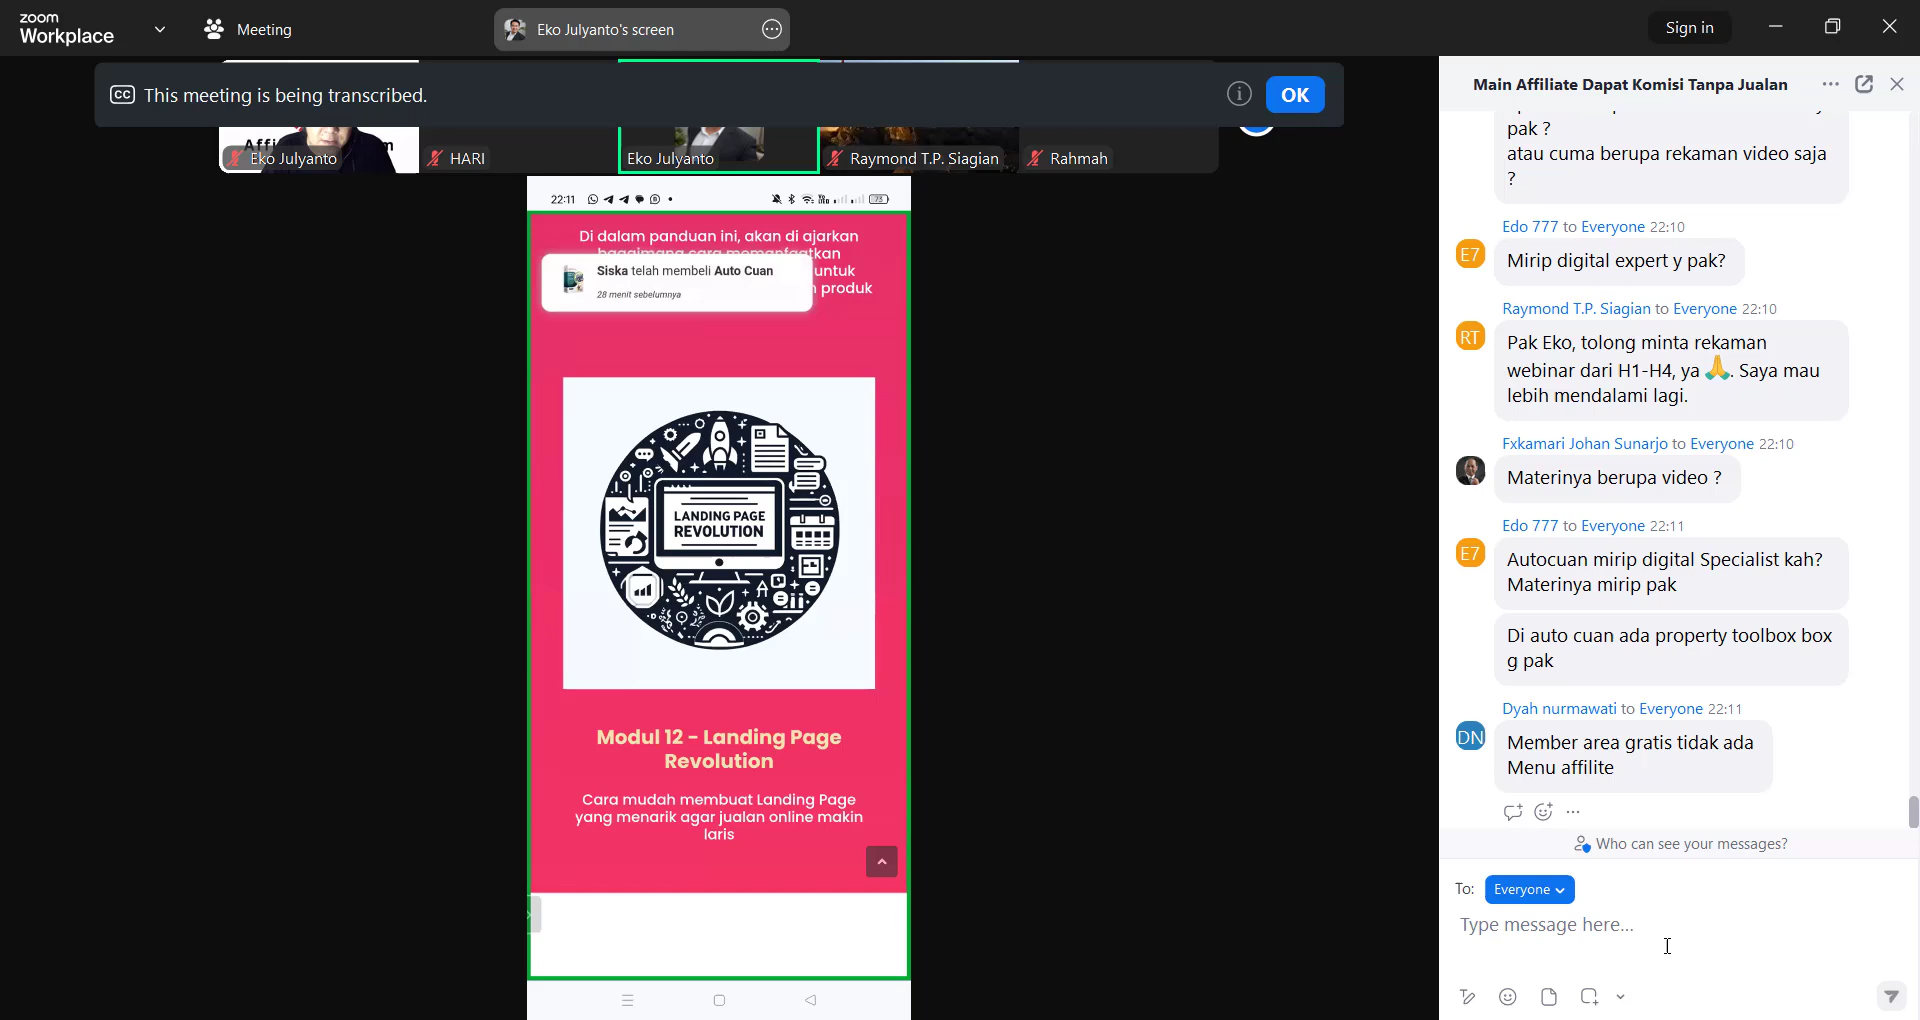 zoom
Workplace
Meeting
Eko Julyanto's screen
Sign in
CC This meeting is being transcribed.
OK
Eko Julyanto
HARI
Eko Julyanto
Raymond T.P. Siagian
Rahmah
22:11
73
Di dalam panduan ini, akan di ajarkan
bagaimana cara memanfaatkan
untuk
produk
Siska telah membeli Auto Cuan
28 menit sebelumnya
LANDING PAGE
REVOLUTION
Modul 12 - Landing Page
Revolution
Cara mudah membuat Landing Page
yang menarik agar jualan online makin
laris
Main Affiliate Dapat Komisi Tanpa Jualan
pak ?
atau cuma berupa rekaman video saja
?
Edo 777 to Everyone 22:10
E7
Mirip digital expert y pak?
Raymond T.P. Siagian to Everyone 22:10
RT
Pak Eko, tolong minta rekaman
webinar dari H1-H4, ya 🙏. Saya mau
lebih mendalami lagi.
Fxkamari Johan Sunarjo to Everyone 22:10
Materinya berupa video ?
Edo 777 to Everyone 22:11
E7
Autocuan mirip digital Specialist kah?
Materinya mirip pak
Di auto cuan ada property toolbox box
g pak
Dyah nurmawati to Everyone 22:11
DN
Member area gratis tidak ada
Menu affilite
Who can see your messages?
To: Everyone
Type message here...